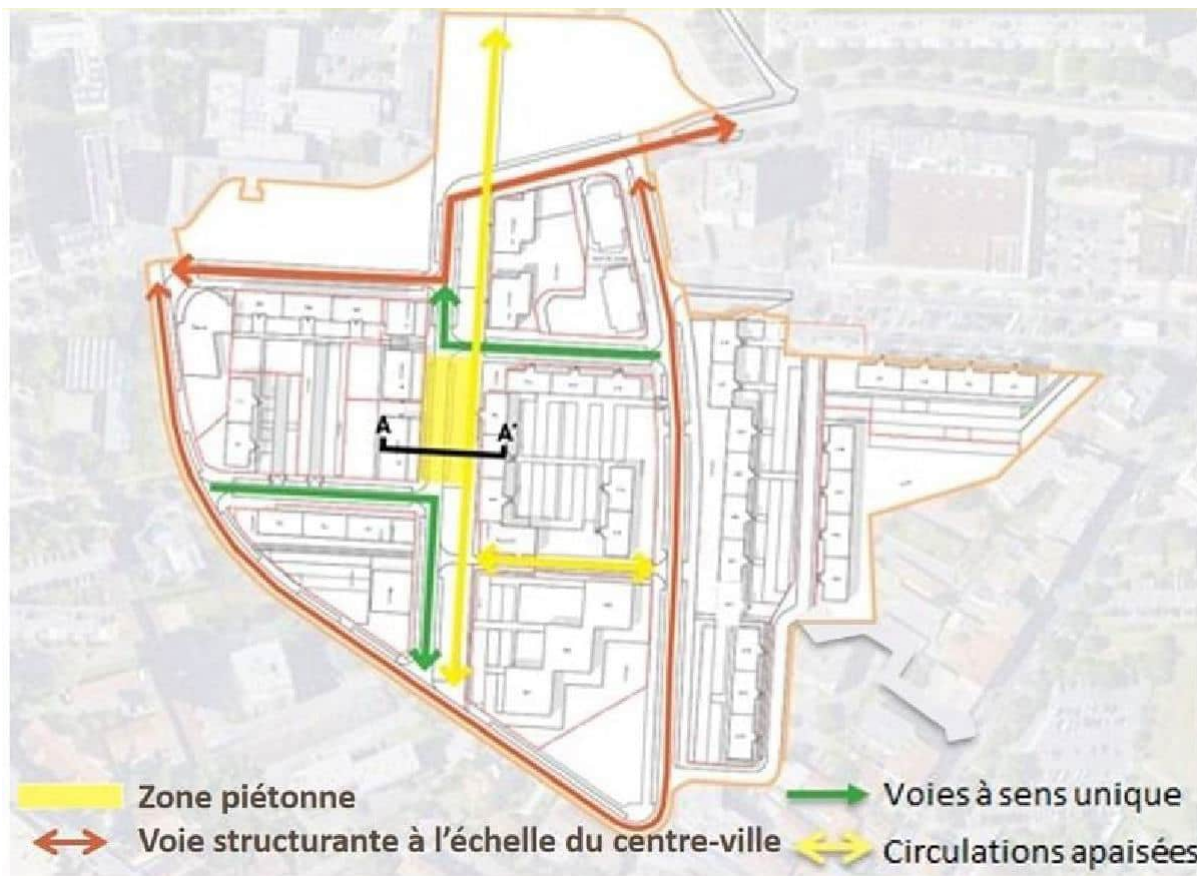 A
A'
Zone piétonne
Voie structurante à l'échelle du centre-ville
Voies à sens unique
Circulations apaisées